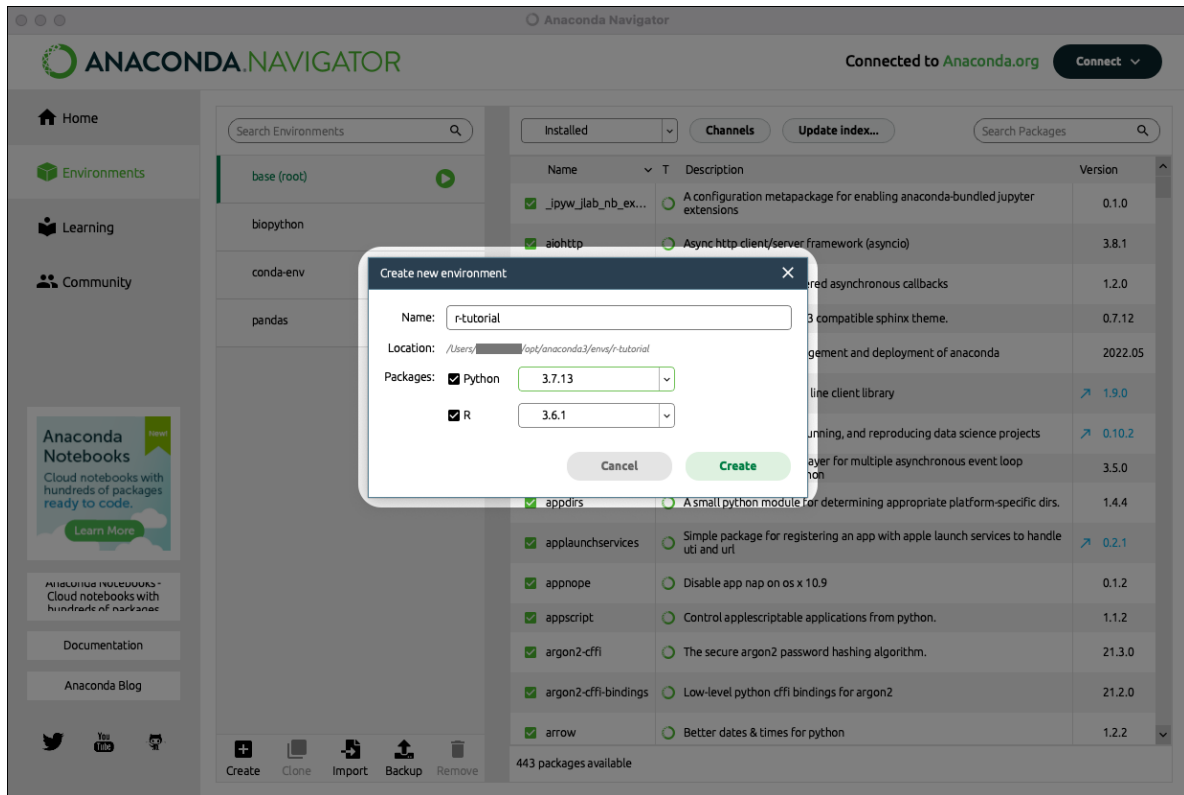 Anaconda Navigator
ANACONDA.NAVIGATOR
Connected to Anaconda.org
Connect
Home
Environments
Learning
Community
Anaconda
Notebooks
New!
Cloud notebooks with
hundreds of packages
ready to code.
Learn More
Anaconda Notebooks -
Cloud notebooks with
hundreds of packages
Documentation
Anaconda Blog
You
Tube
Search Environments
base (root)
biopython
conda-env
pandas
Create
Clone
Import
Backup
Remove
Create new environment
Name:
r-tutorial
Location:
/Users/
/opt/anaconda3/envs/r-tutorial
Packages:
Python
3.7.13
R
3.6.1
Cancel
Create
Installed
Channels
Update index...
Search Packages
Name T Description Version
_ipyw_jlab_nb_ex... A configuration metapackage for enabling anaconda-bundled jupyter
extensions 0.1.0
aiohttp Async http client/server framework (asyncio) 3.8.1
asynchronous callbacks 1.2.0
3 compatible sphinx theme. 0.7.12
and deployment of anaconda 2022.05
line client library 1.9.0
and reproducing data science projects 0.10.2
for multiple asynchronous event loop
3.5.0
appdirs A small python module for determining appropriate platform-specific dirs. 1.4.4
applaunchservices Simple package for registering an app with apple launch services to handle
uti and url 0.2.1
appnope Disable app nap on os x 10.9 0.1.2
appscript Control applescriptable applications from python. 1.1.2
argon2-cffi The secure argon2 password hashing algorithm. 21.3.0
argon2-cffi-bindings Low-level python cffi bindings for argon2 21.2.0
arrow Better dates & times for python 1.2.2
443 packages available